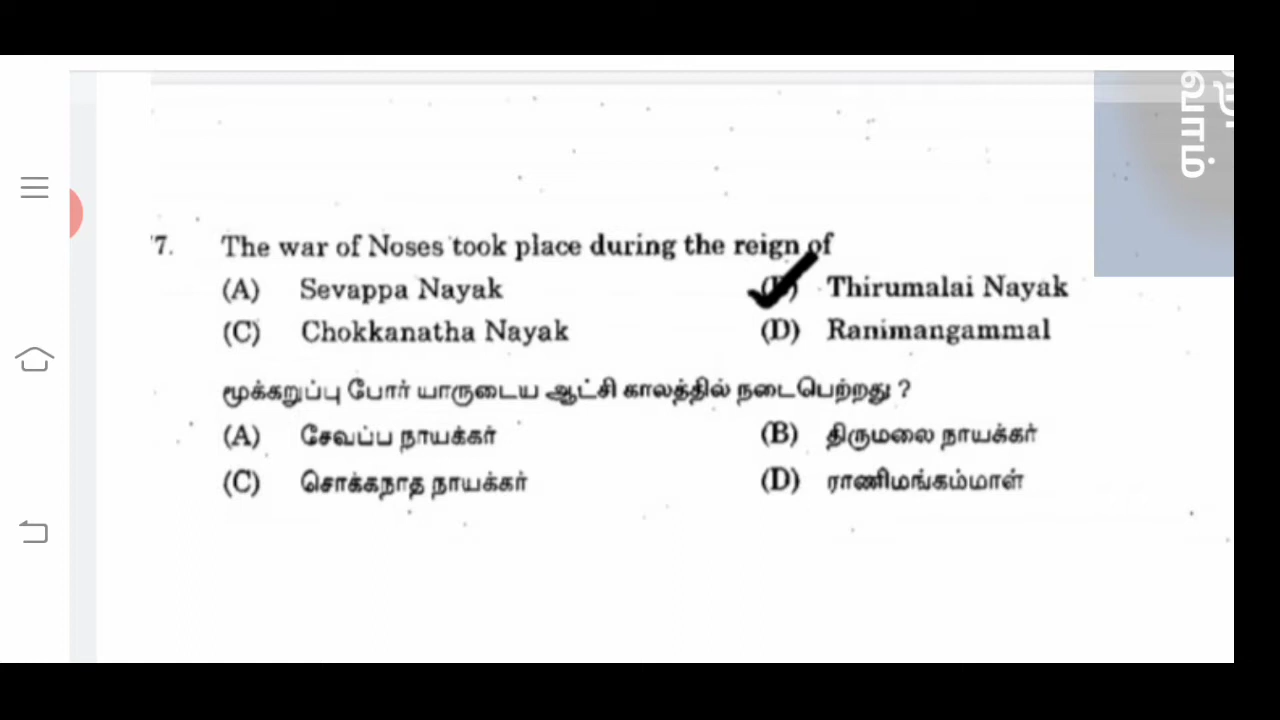 7. The war of Noses took place during the reign of
(A) Sevappa Nayak (B) Thirumalai Nayak
(C) Chokkanatha Nayak (D) Ranimangammal
மூக்கறுப்பு போர் யாருடைய ஆட்சி காலத்தில் நடைபெற்றது ?
(A) சேவப்ப நாயக்கர் (B) திருமலை நாயக்கர்
(C) சொக்கநாத நாயக்கர் (D) ராணிமங்கம்மாள்
வாம்